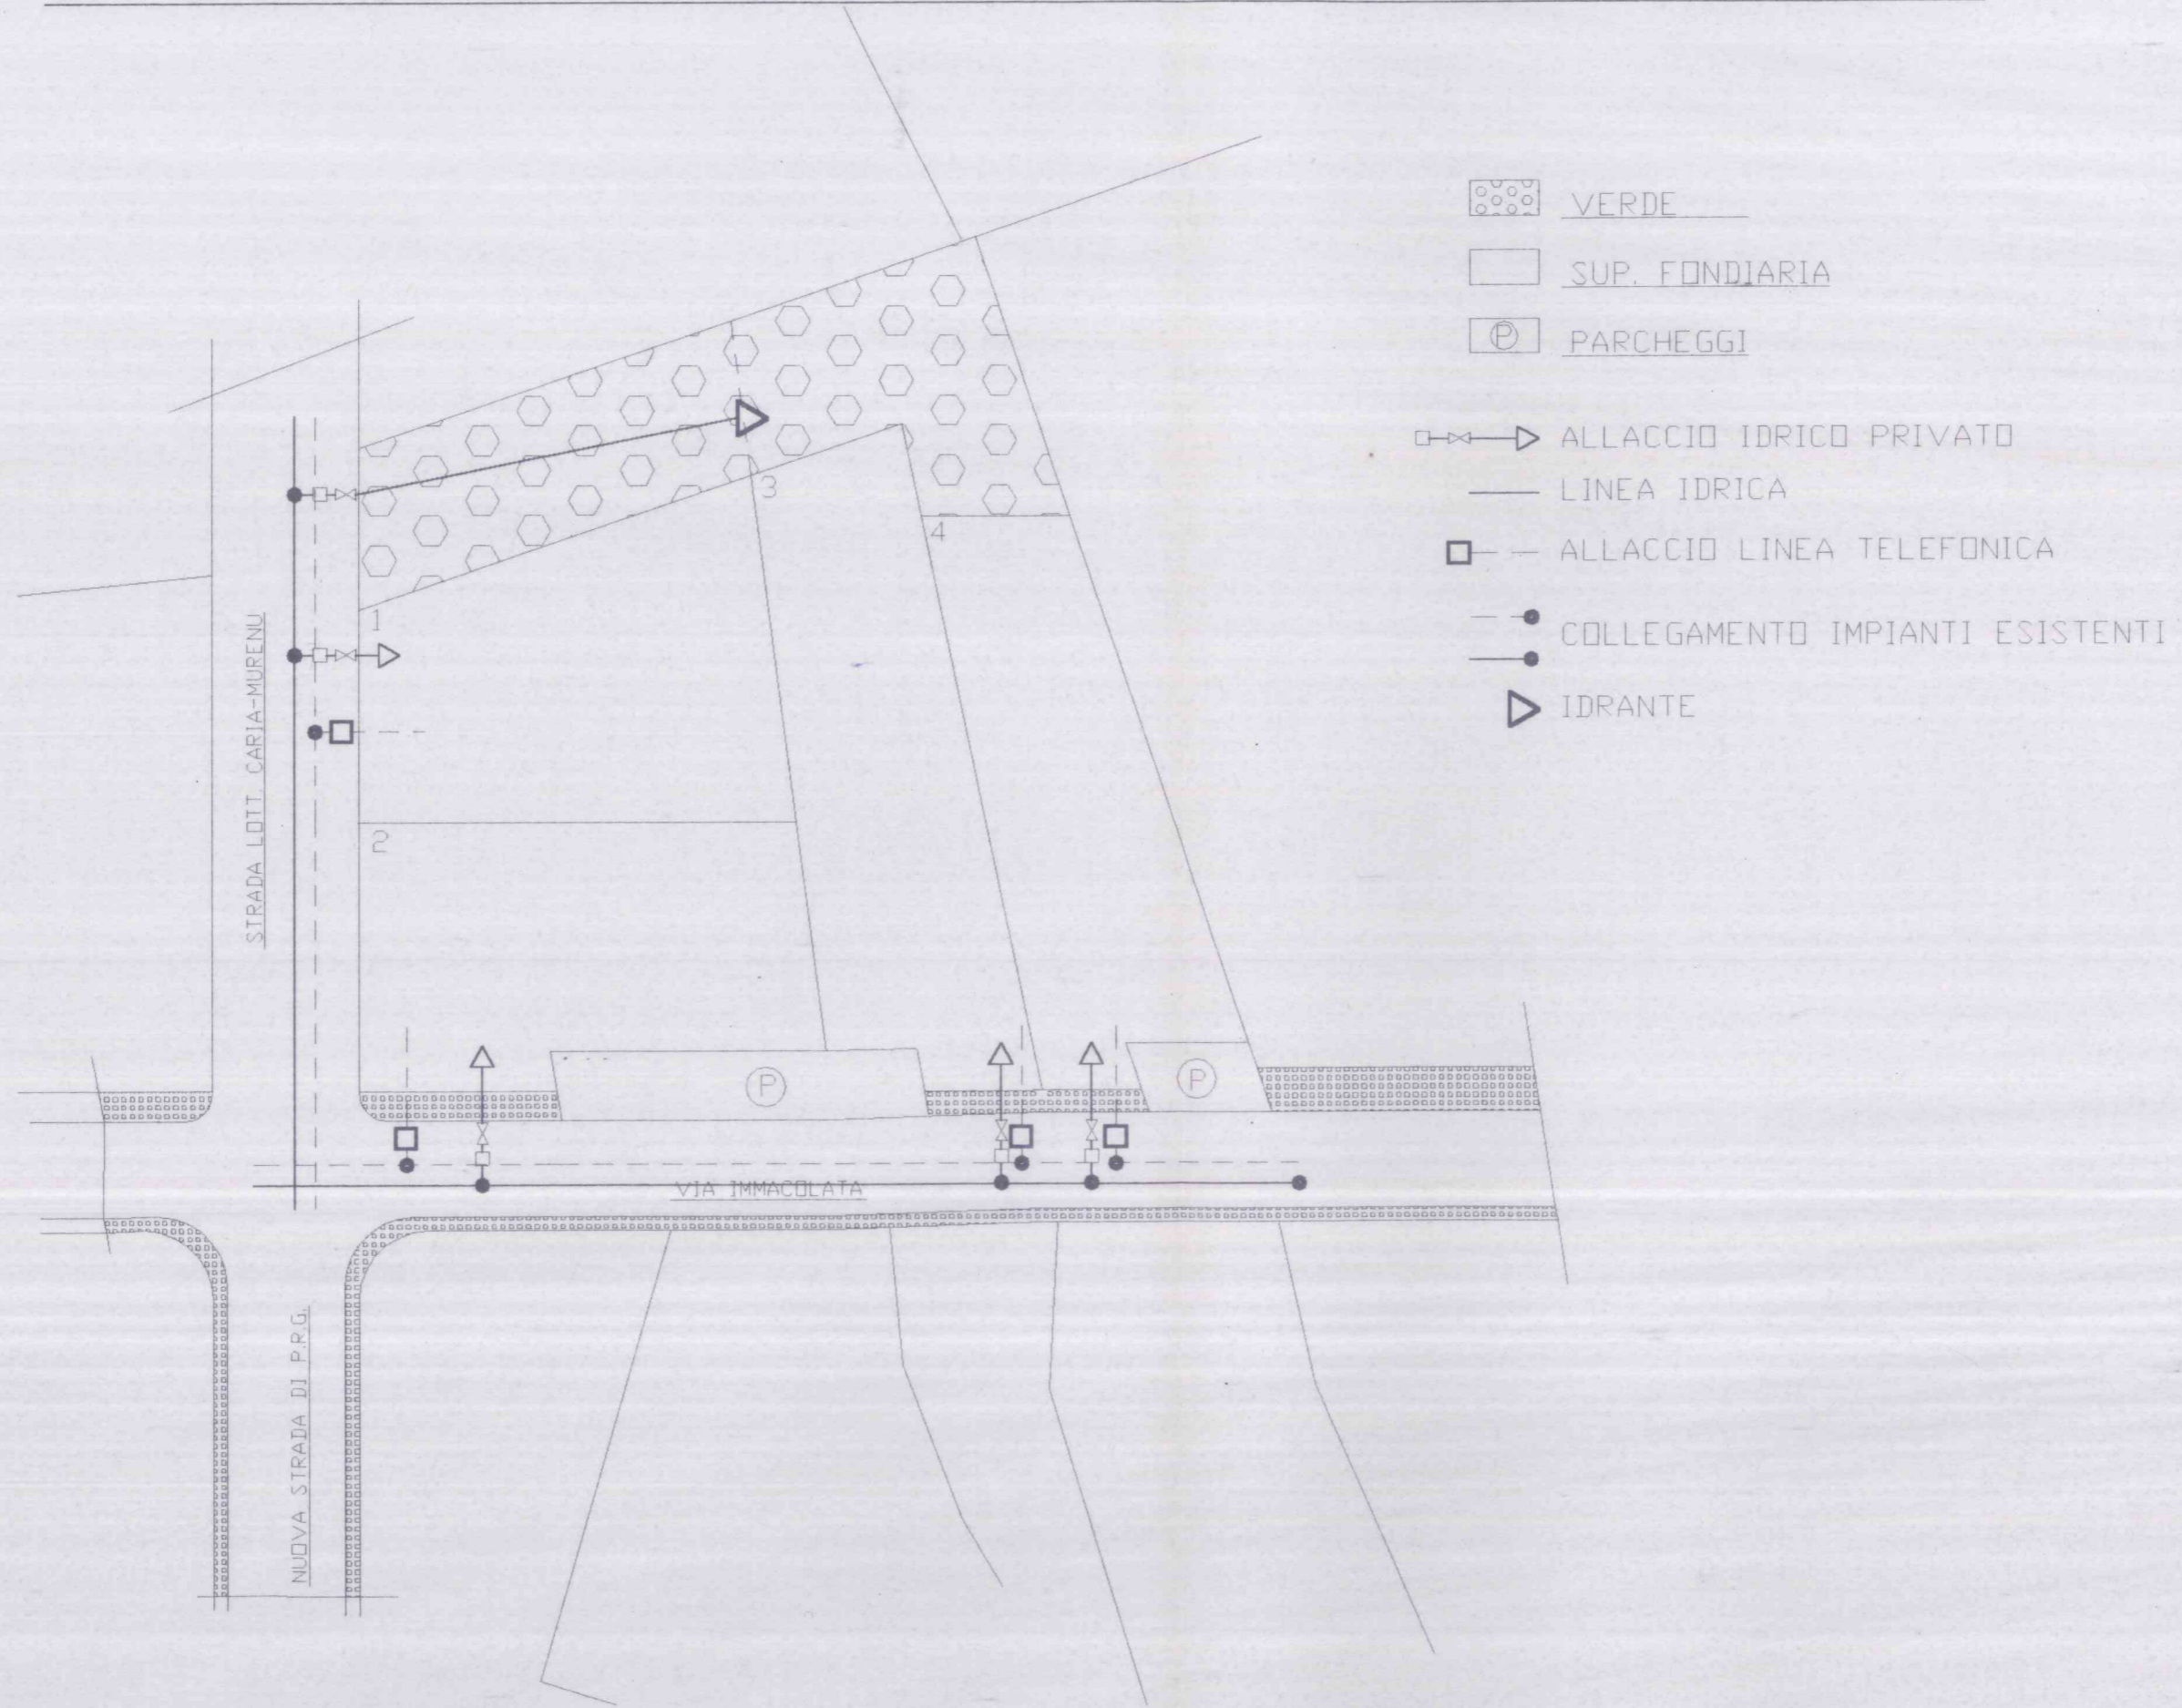 VERDE
SUP. FONDIARIA
P PARCHEGGI
ALLACCIO IDRICO PRIVATO
LINEA IDRICA
ALLACCIO LINEA TELEFONICA
COLLEGAMENTO IMPIANTI ESISTENTI
IDRANTE
3
4
1
2
STRADA LOTT. CARIA-MURENU
P
P
VIA IMMACOLATA
NUOVA STRADA DI P.R.G.